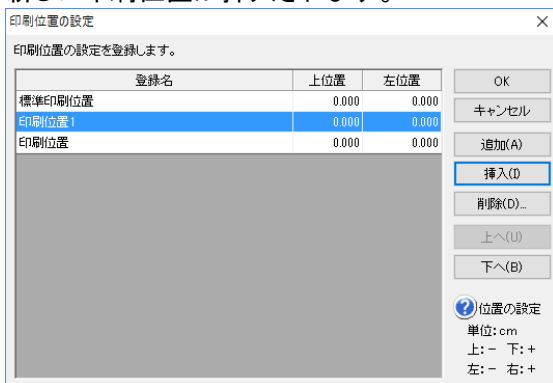 印刷位置の設定
印刷位置の設定を登録します。
登録名 上位置 左位置
標準印刷位置 0.000 0.000
印刷位置1 0.000 0.000
印刷位置 0.000 0.000
OK
キャンセル
追加(A)
挿入(I)
削除(D)...
上へ(U)
下へ(B)
位置の設定
単位:cm
上:- 下:+
左:- 右:+